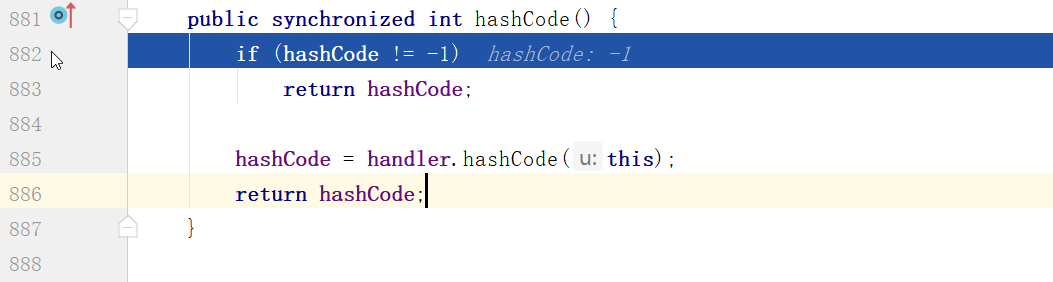 881 public synchronized int hashCode() {
882 if (hashCode != -1) hashCode: -1
883 return hashCode;
884
885 hashCode = handler.hashCode( u: this);
886 return hashCode;
887 }
888